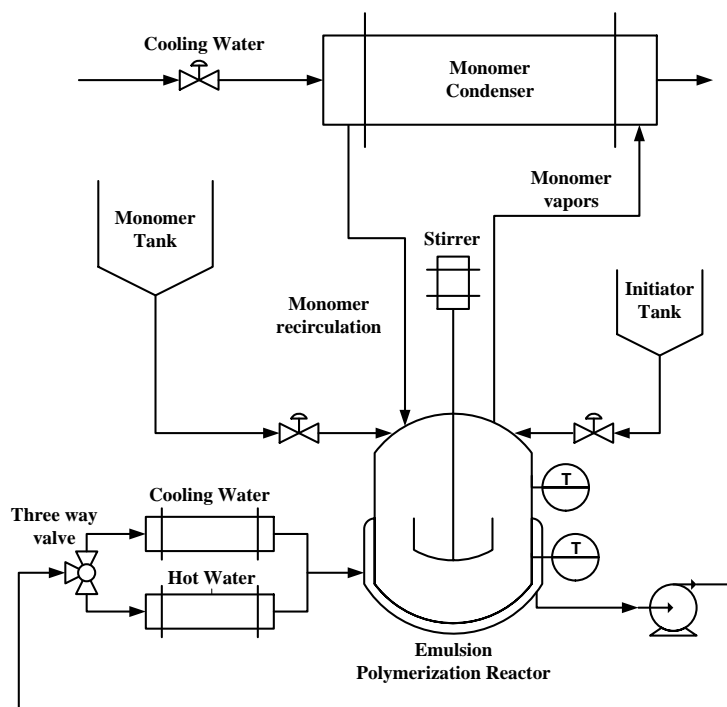 Cooling Water
Monomer
Condenser
Monomer
vapors
Monomer
Tank
Stirrer
Initiator
Tank
Monomer
recirculation
Cooling Water
T
Three way
valve
T
Hot Water
Emulsion
Polymerization Reactor